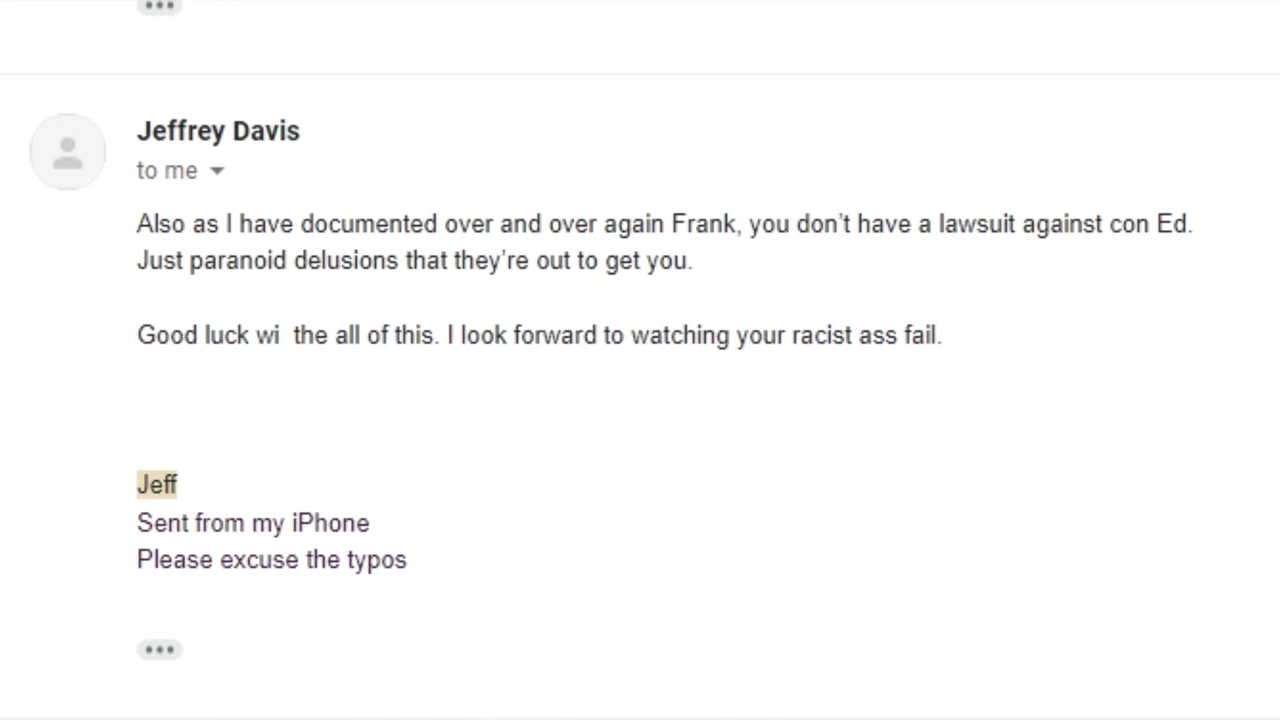 Jeffrey Davis
to me
Also as I have documented over and over again Frank, you don’t have a lawsuit against con Ed.
Just paranoid delusions that they’re out to get you.
Good luck wi  the all of this. I look forward to watching your racist ass fail.
Jeff
Sent from my iPhone
Please excuse the typos